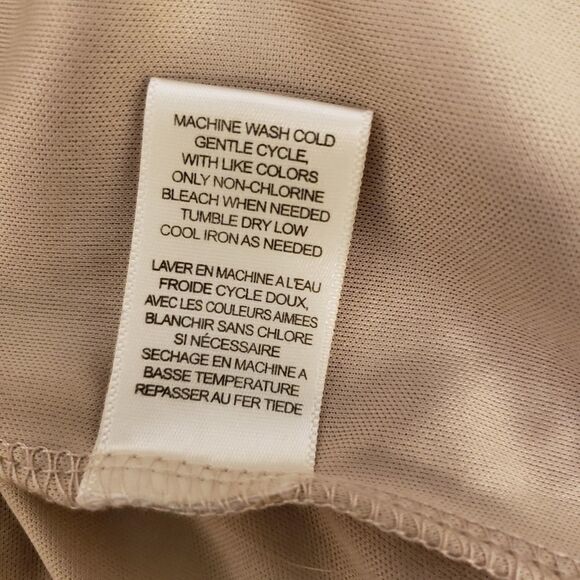 MACHINE WASH COLD
GENTLE CYCLE,
WITH LIKE COLORS
ONLY NON-CHLORINE
BLEACH WHEN NEEDED
TUMBLE DRY LOW
COOL IRON AS NEEDED
LAVER EN MACHINE A L'EAU
FROIDE CYCLE DOUX,
AVEC LES COULEURS AIMEES
BLANCHIR SANS CHLORE
SI NÉCESSAIRE
SECHAGE EN MACHINE A
BASSE TEMPERATURE
REPASSER AU FER TIEDE